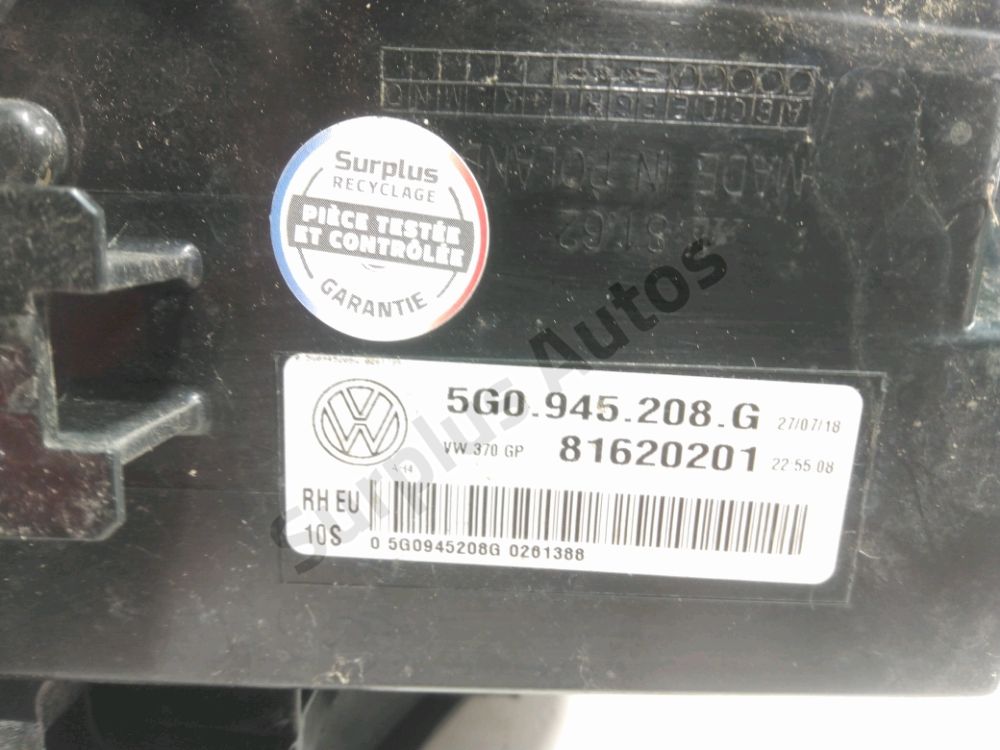 MADE IN POLAND
8162
Surplus
RECYCLAGE
PIÈCE TESTÉE
ET CONTRÔLÉE
GARANTIE
5G0.945.208.G 27/07/18
VW 370 GP 81620201 22:55:08
RH EU
10S
0 5G0945208G 0261388
Surplus Autos